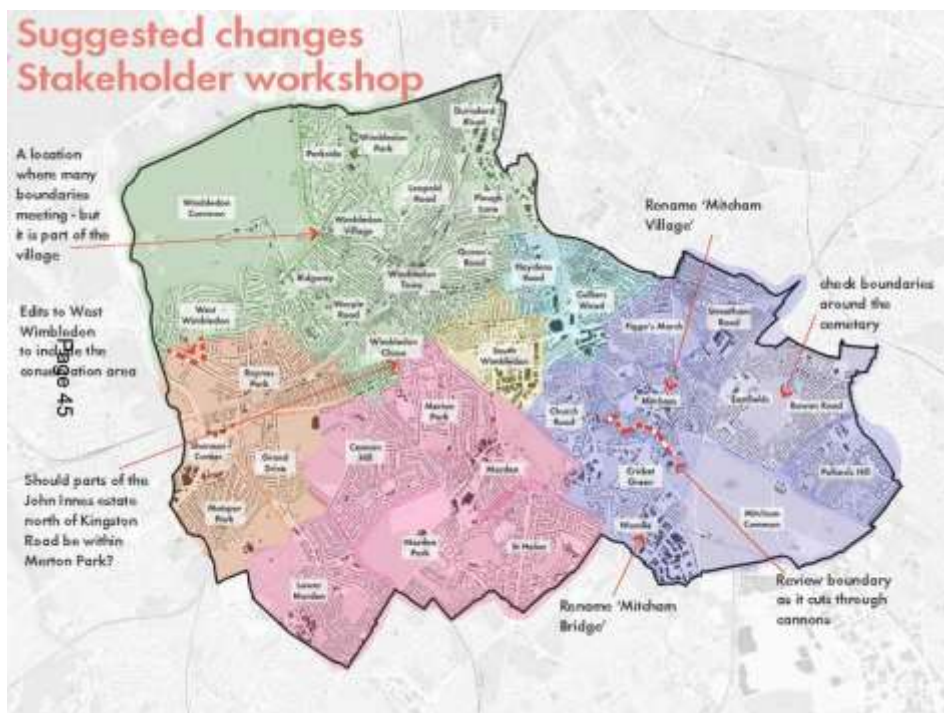 Suggested changes
Stakeholder workshop
A location
where many
boundaries
meeting - but
it is part of the
village
Edits to West
Wimbledon
to include the
conservation area
Page 45
Should parts of the
John Innes estate
north of Kingston
Road be within
Merton Park?
Rename 'Mitcham
Village'
check boundaries
around the
cemetary
Rename 'Mitcham
Bridge'
Review boundary
as it cuts through
cannons
Durnsford
Road
Wimbledon
Park
Parkside
Leopold
Road
Plough
Lane
Wimbledon
Common
Wimbledon
Village
Queens
Road
Haydons
Road
Ridgway
Wimbledon
Town
Colliers
Wood
West
Wimbledon
Worple
Road
Figge's Marsh
Streatham
Road
Wimbledon
Chase
South
Wimbledon
Raynes
Park
Merton
Park
Church
Road
Mitcham
Eastfields
Rowan Road
Shannon
Corner
Grand
Drive
Cannon
Hill
Morden
Cricket
Green
Pollards Hill
Motspur
Park
Morden
Park
St Helier
Wandle
Mitcham
Common
Lower
Morden